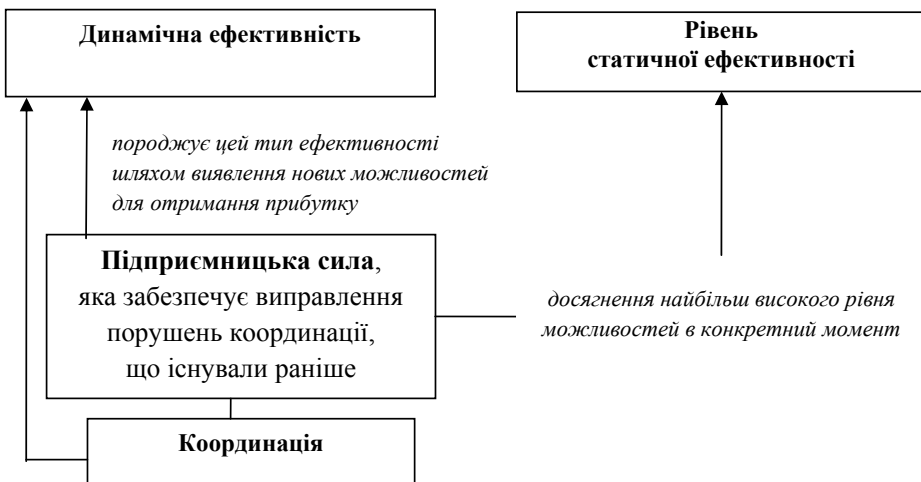 Динамічна ефективність
Рівень
статичної ефективності
породжує цей тип ефективності
шляхом виявлення нових можливостей
для отримання прибутку
Підприємницька сила,
яка забезпечує виправлення
порушень координації,
що існували раніше
досягнення найбільш високого рівня
можливостей в конкретний момент
Координація